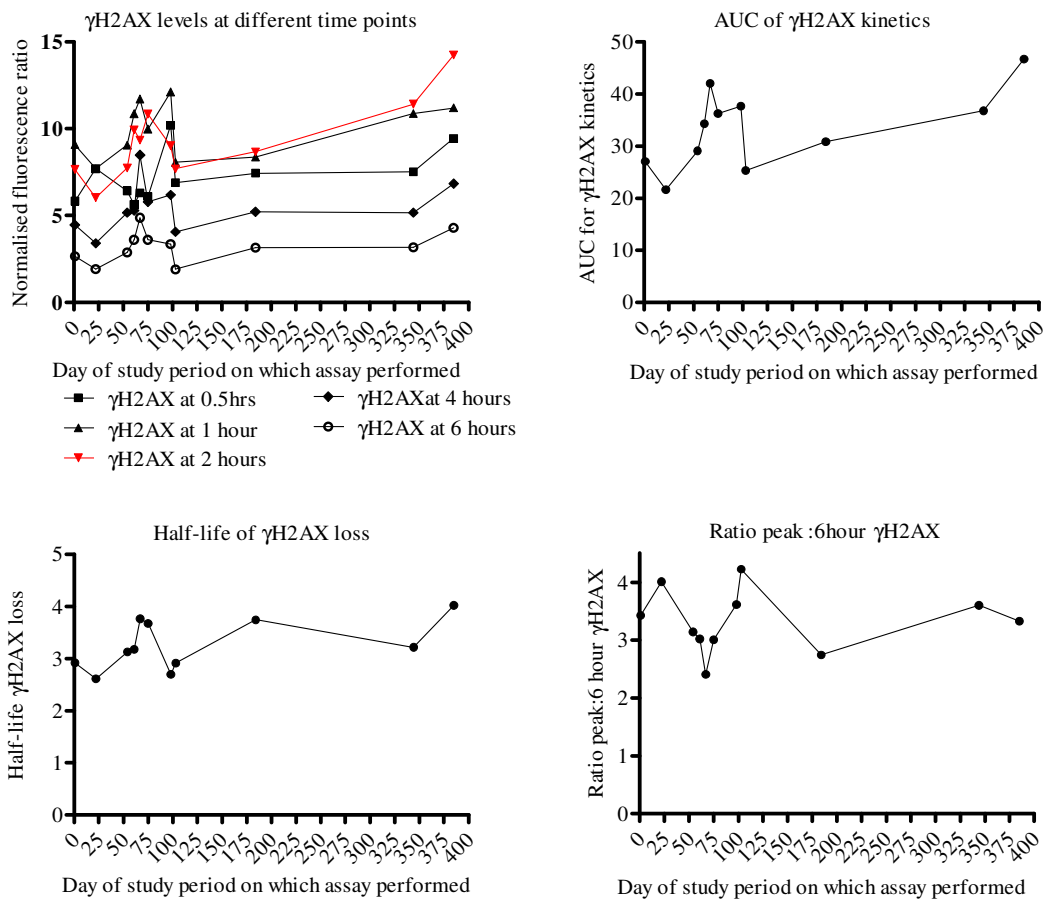 γH2AX levels at different time points
Normalised fluorescence ratio
15
10
5
0
0 25 50 75 100 125 150 175 200 225 250 275 300 325 350 375 400
Day of study period on which assay performed
γH2AX at 0.5hrs
γH2AX at 1 hour
γH2AX at 2 hours
γH2AXat 4 hours
γH2AX at 6 hours
AUC of γH2AX kinetics
AUC for γH2AX kinetics
50
40
30
20
10
0
0 25 50 75 100 125 150 175 200 225 250 275 300 325 350 375 400
Day of study period on which assay performed
Half-life of γH2AX loss
Half-life γH2AX loss
5
4
3
2
1
0
0 25 50 75 100 125 150 175 200 225 250 275 300 325 350 375 400
Day of study period on which assay performed
Ratio peak :6hour γH2AX
Ratio peak:6 hour γH2AX
4
3
2
1
0
0 25 50 75 100 125 150 175 200 225 250 275 300 325 350 375 400
Day of study period on which assay performed